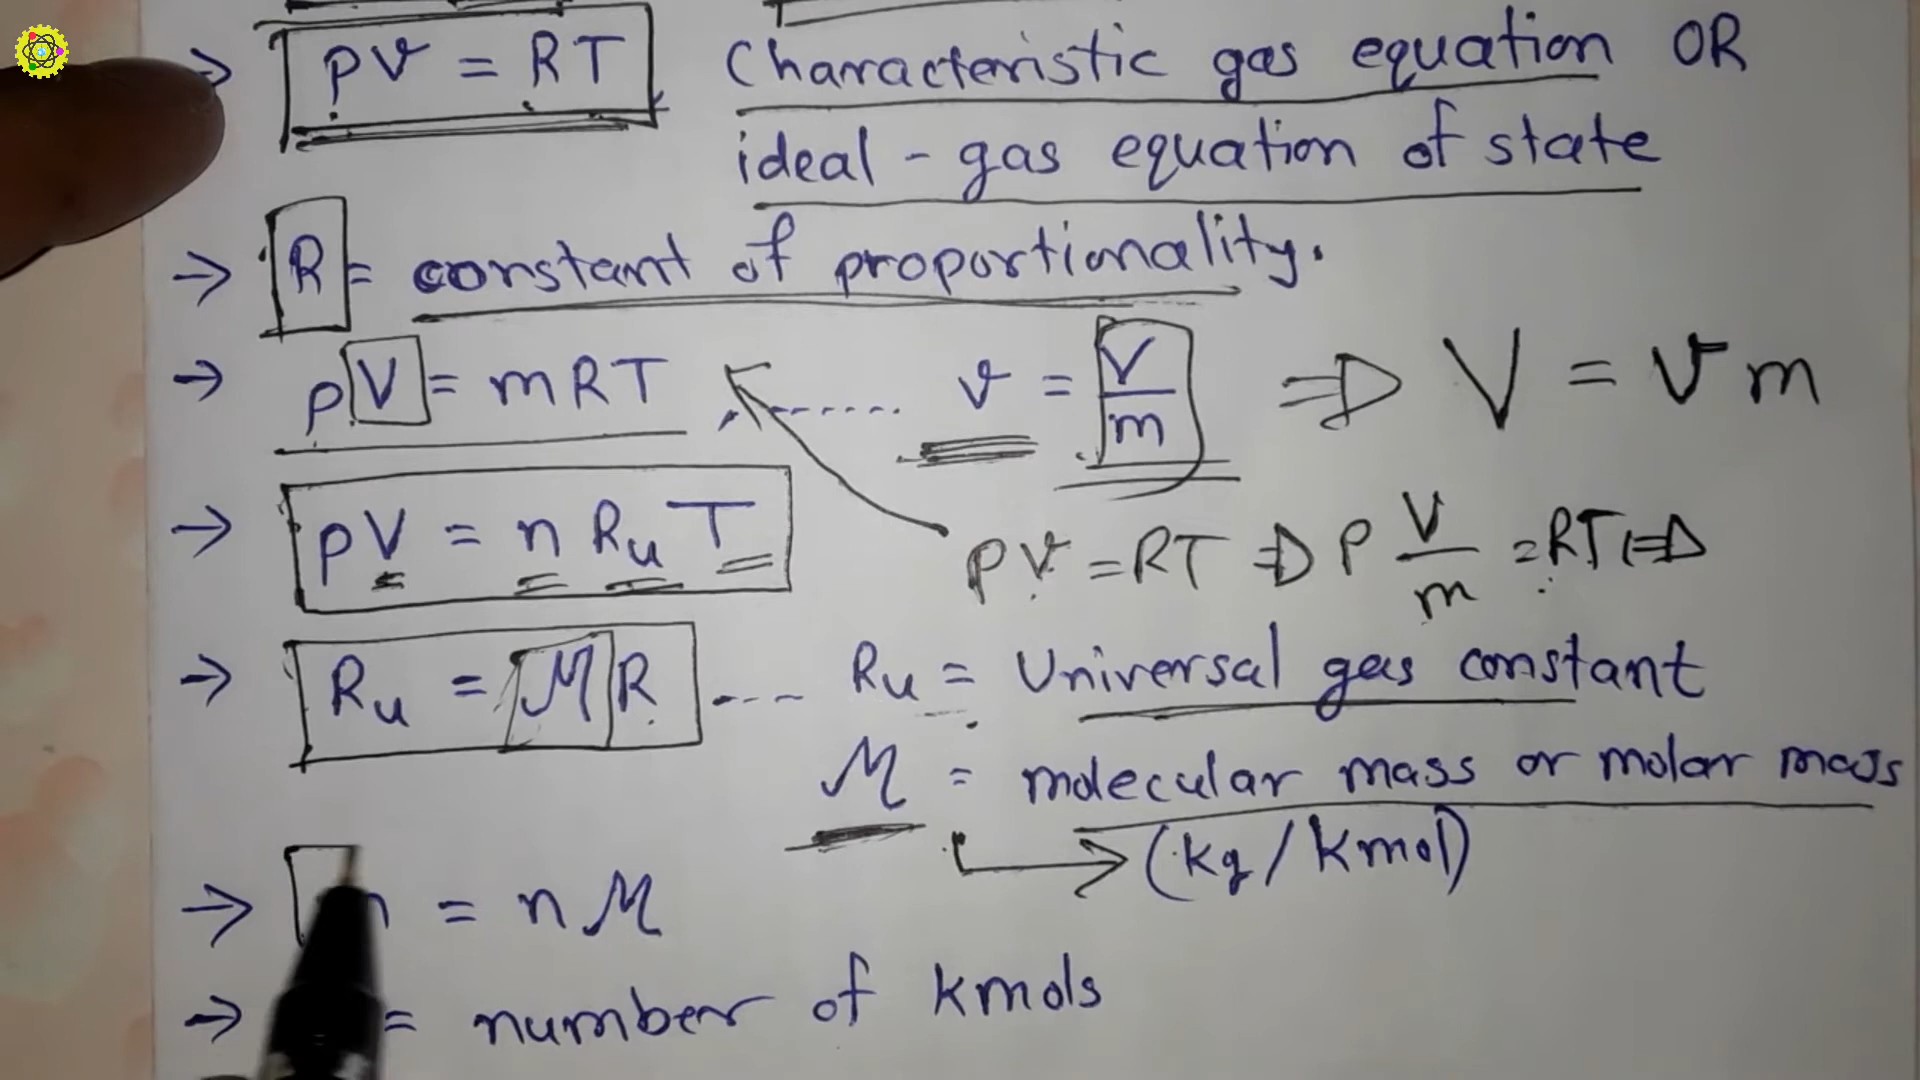 → pv = RT Characteristic gas equation OR
ideal - gas equation of state
→ R = constant of proportionality.
→ pV = mRT ....... v = V/m ⇒ V = vm
→ pV = n Ru T
Pv = RT ⇒ P V/m = RT ⇒
→ Ru = M R ---- Ru = Universal gas constant
M = molecular mass or molar mass
→ (kg/kmol)
→ = nM
→ = number of kmols